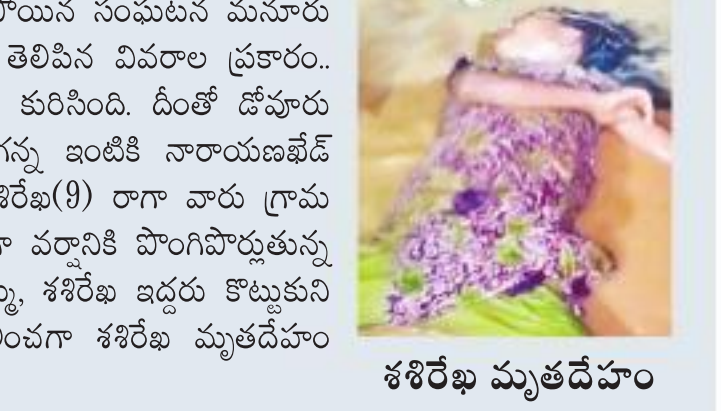 పోయిన సంఘటన మనూరు
తెలిపిన వివరాల ప్రకారం..
కురిసింది. దీంతో డోవూరు
గన్న ఇంటికి నారాయణఖేడ్
శిరేఖ(9) రాగా వారు గ్రామ
వర్షానికి పొంగిపొర్లుతున్న
శశిరేఖ ఇద్దరు కొట్టుకుని
శశిరేఖ మృతదేహం
శశిరేఖ మృతదేహం